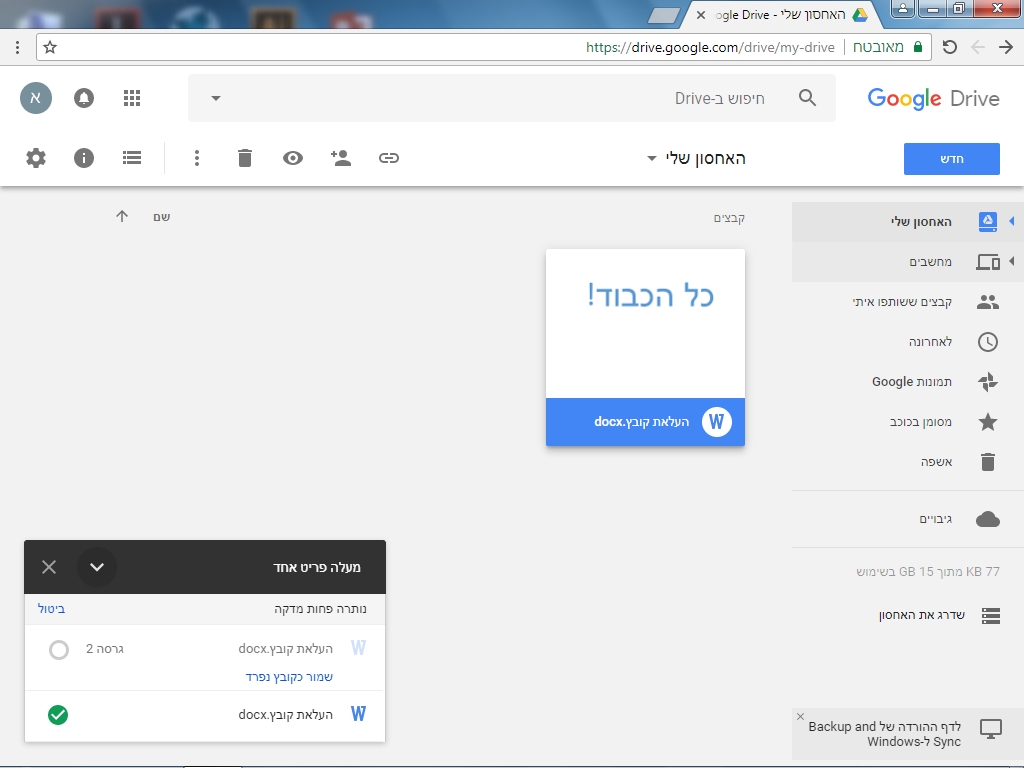 האחסון שלי - ogle Drive
מאובטח
https://drive.google.com/drive/my-drive
Google Drive
חיפוש ב-Drive
א
חדש
האחסון שלי
קבצים
שם
האחסון שלי
מחשבים
קבצים ששותפו איתי
לאחרונה
תמונות Google
מסומן בכוכב
אשפה
גיבויים
77 KB מתוך 15 GB בשימוש
שדרג את האחסון
לדף ההורדה של Backup and
Sync ל-Windows
כל הכבוד!
העלאת קובץ.docx
מעלה פריט אחד
נותרה פחות מדקה
ביטול
העלאת קובץ.docx
גרסה 2
שמור כקובץ נפרד
העלאת קובץ.docx